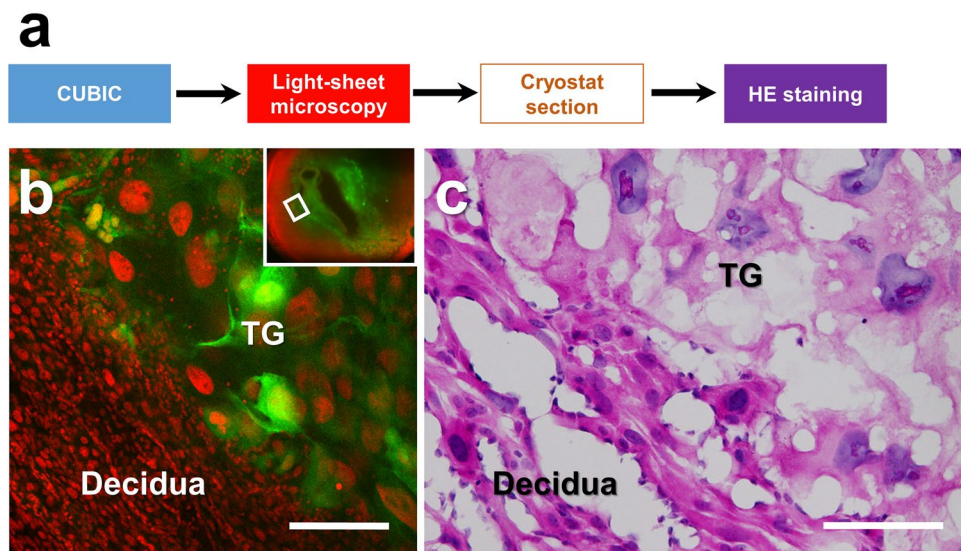 a
CUBIC
Light-sheet
microscopy
Cryostat
section
HE staining
b
TG
Decidua
c
TG
Decidua